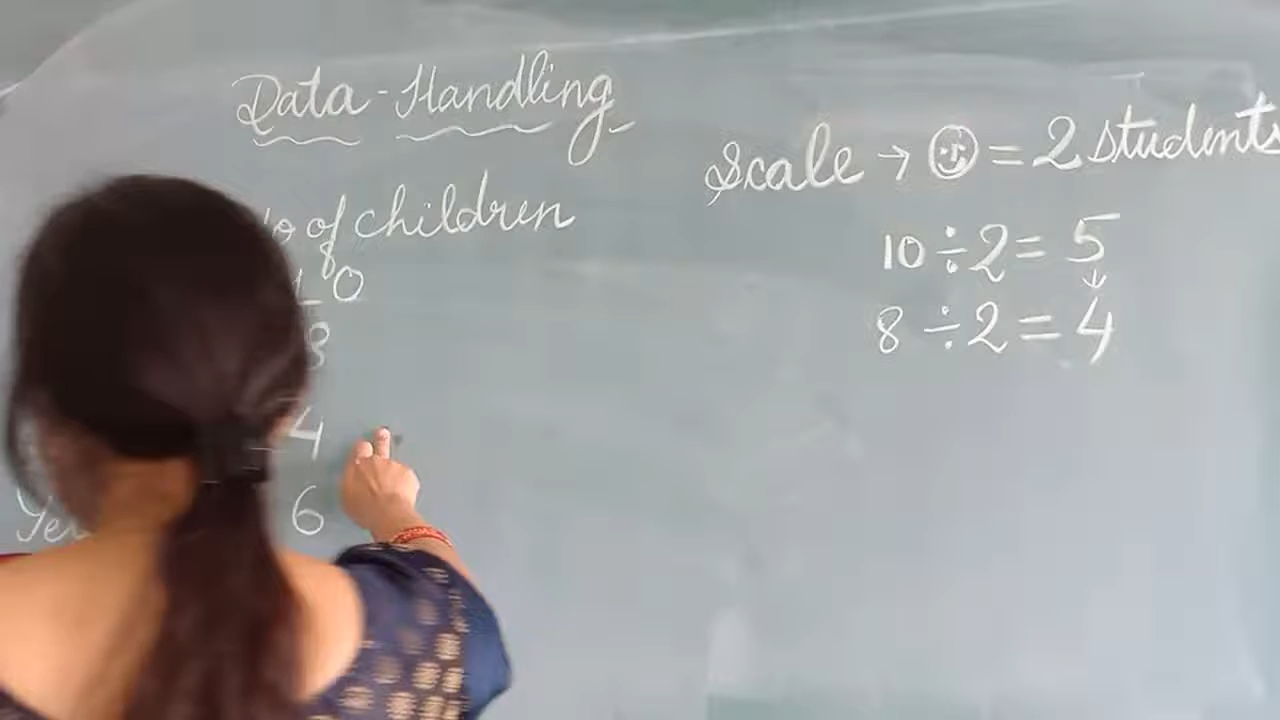 Data-Handling
of children
10
8
4
6
Scale → = 2 students
10 ÷ 2 = 5
↓
8 ÷ 2 = 4